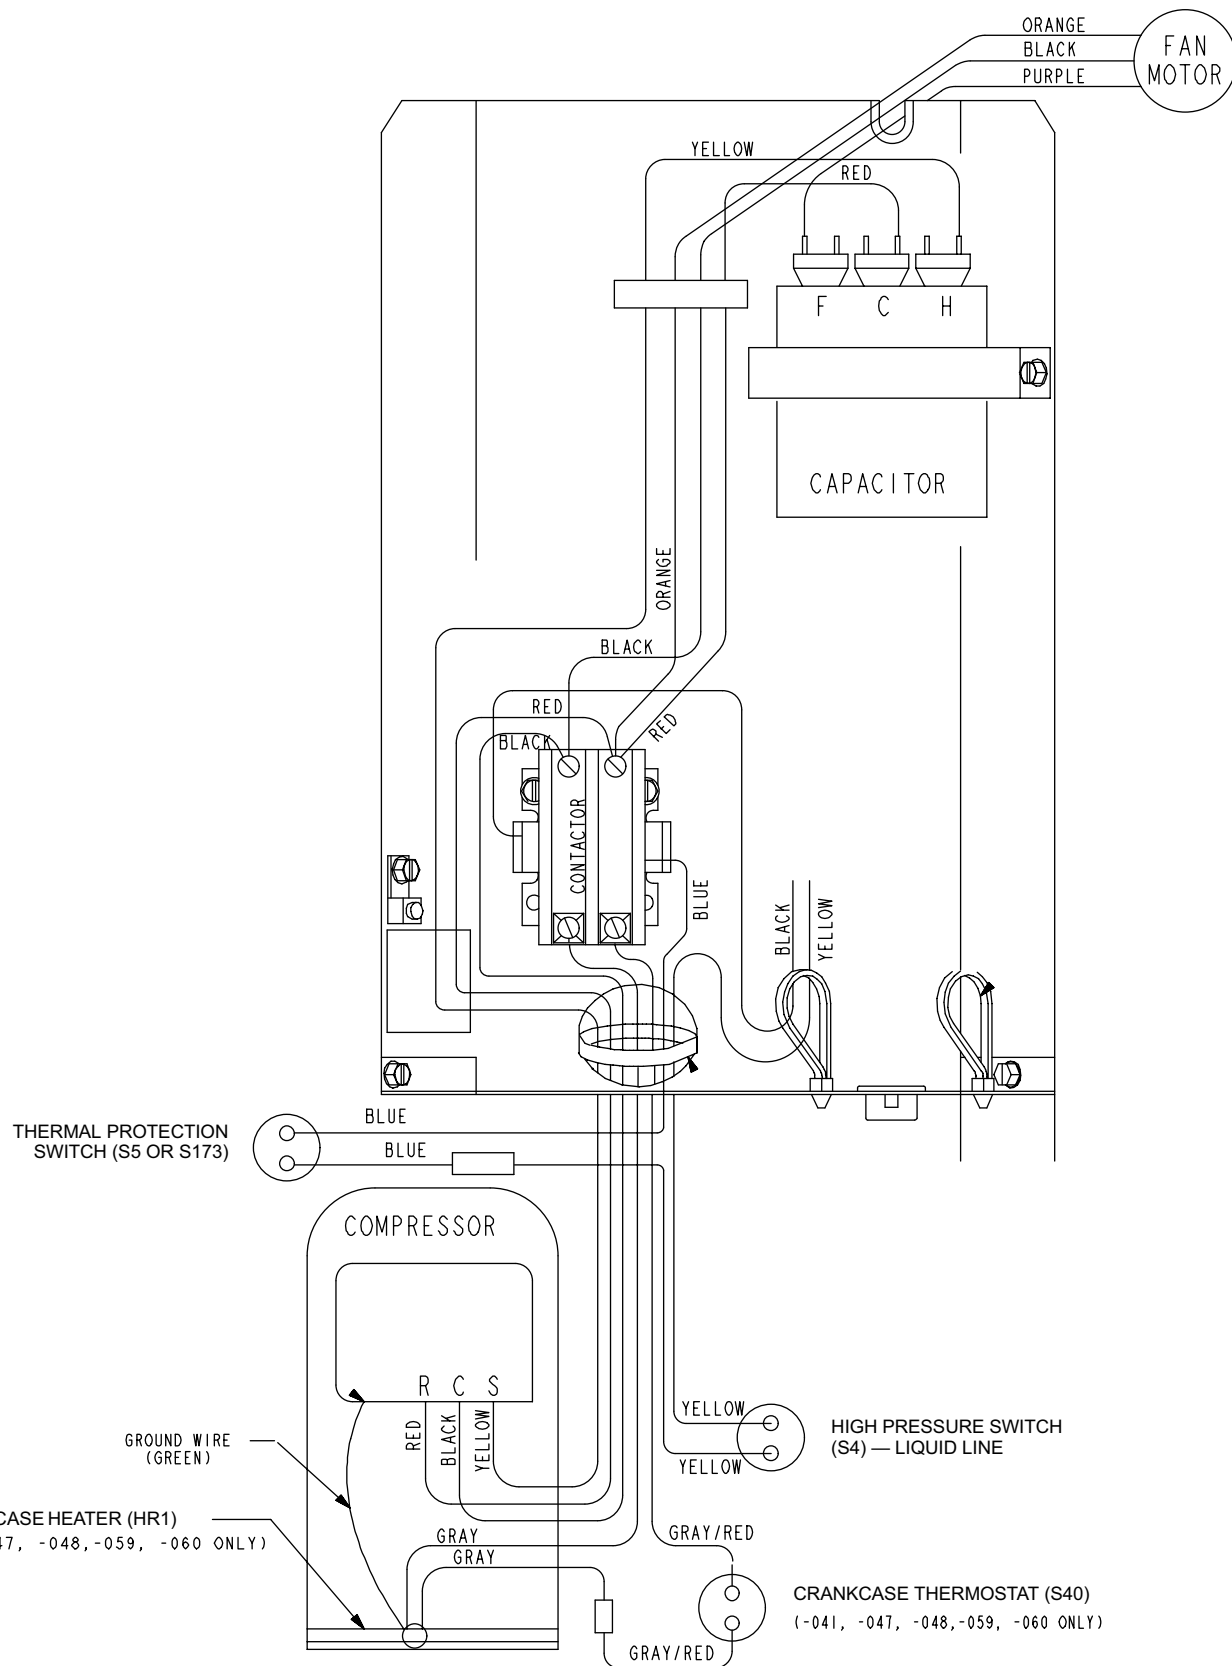 ORANGE
BLACK
PURPLE
FAN
MOTOR
YELLOW
RED
F C H
CAPACITOR
ORANGE
BLACK
RED
RED
BLACK
CONTACTOR
BLUE
BLACK
YELLOW
THERMAL PROTECTION
SWITCH (S5 OR S173)
BLUE
BLUE
COMPRESSOR
R C S
RED
BLACK
YELLOW
GROUND WIRE
(GREEN)
YELLOW
YELLOW
HIGH PRESSURE SWITCH
(S4) — LIQUID LINE
CASE HEATER (HR1)
47, -048,-059, -060 ONLY)
GRAY
GRAY
GRAY/RED
CRANKCASE THERMOSTAT (S40)
(-041, -047, -048,-059, -060 ONLY)
GRAY/RED